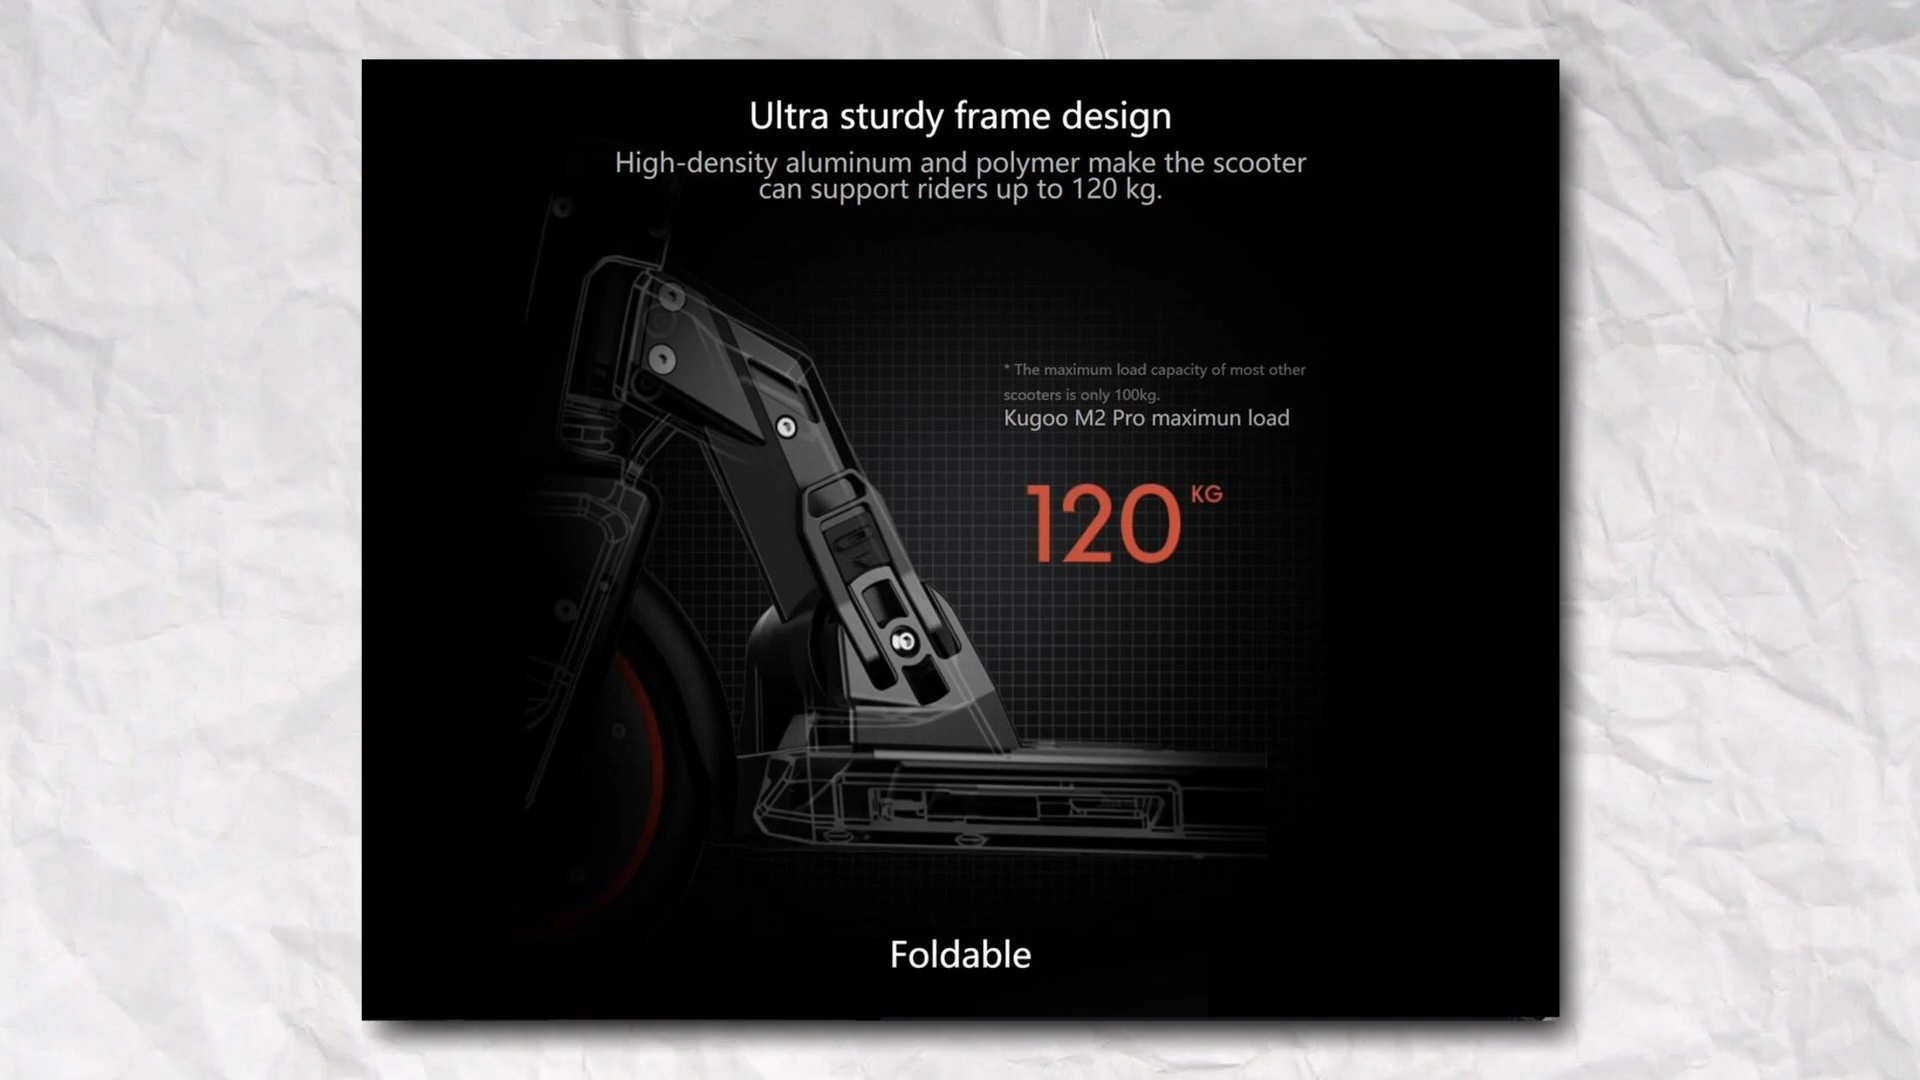 Ultra sturdy frame design
High-density aluminum and polymer make the scooter
can support riders up to 120 kg.
* The maximum load capacity of most other
scooters is only 100kg.
Kugoo M2 Pro maximun load
120 KG
Foldable